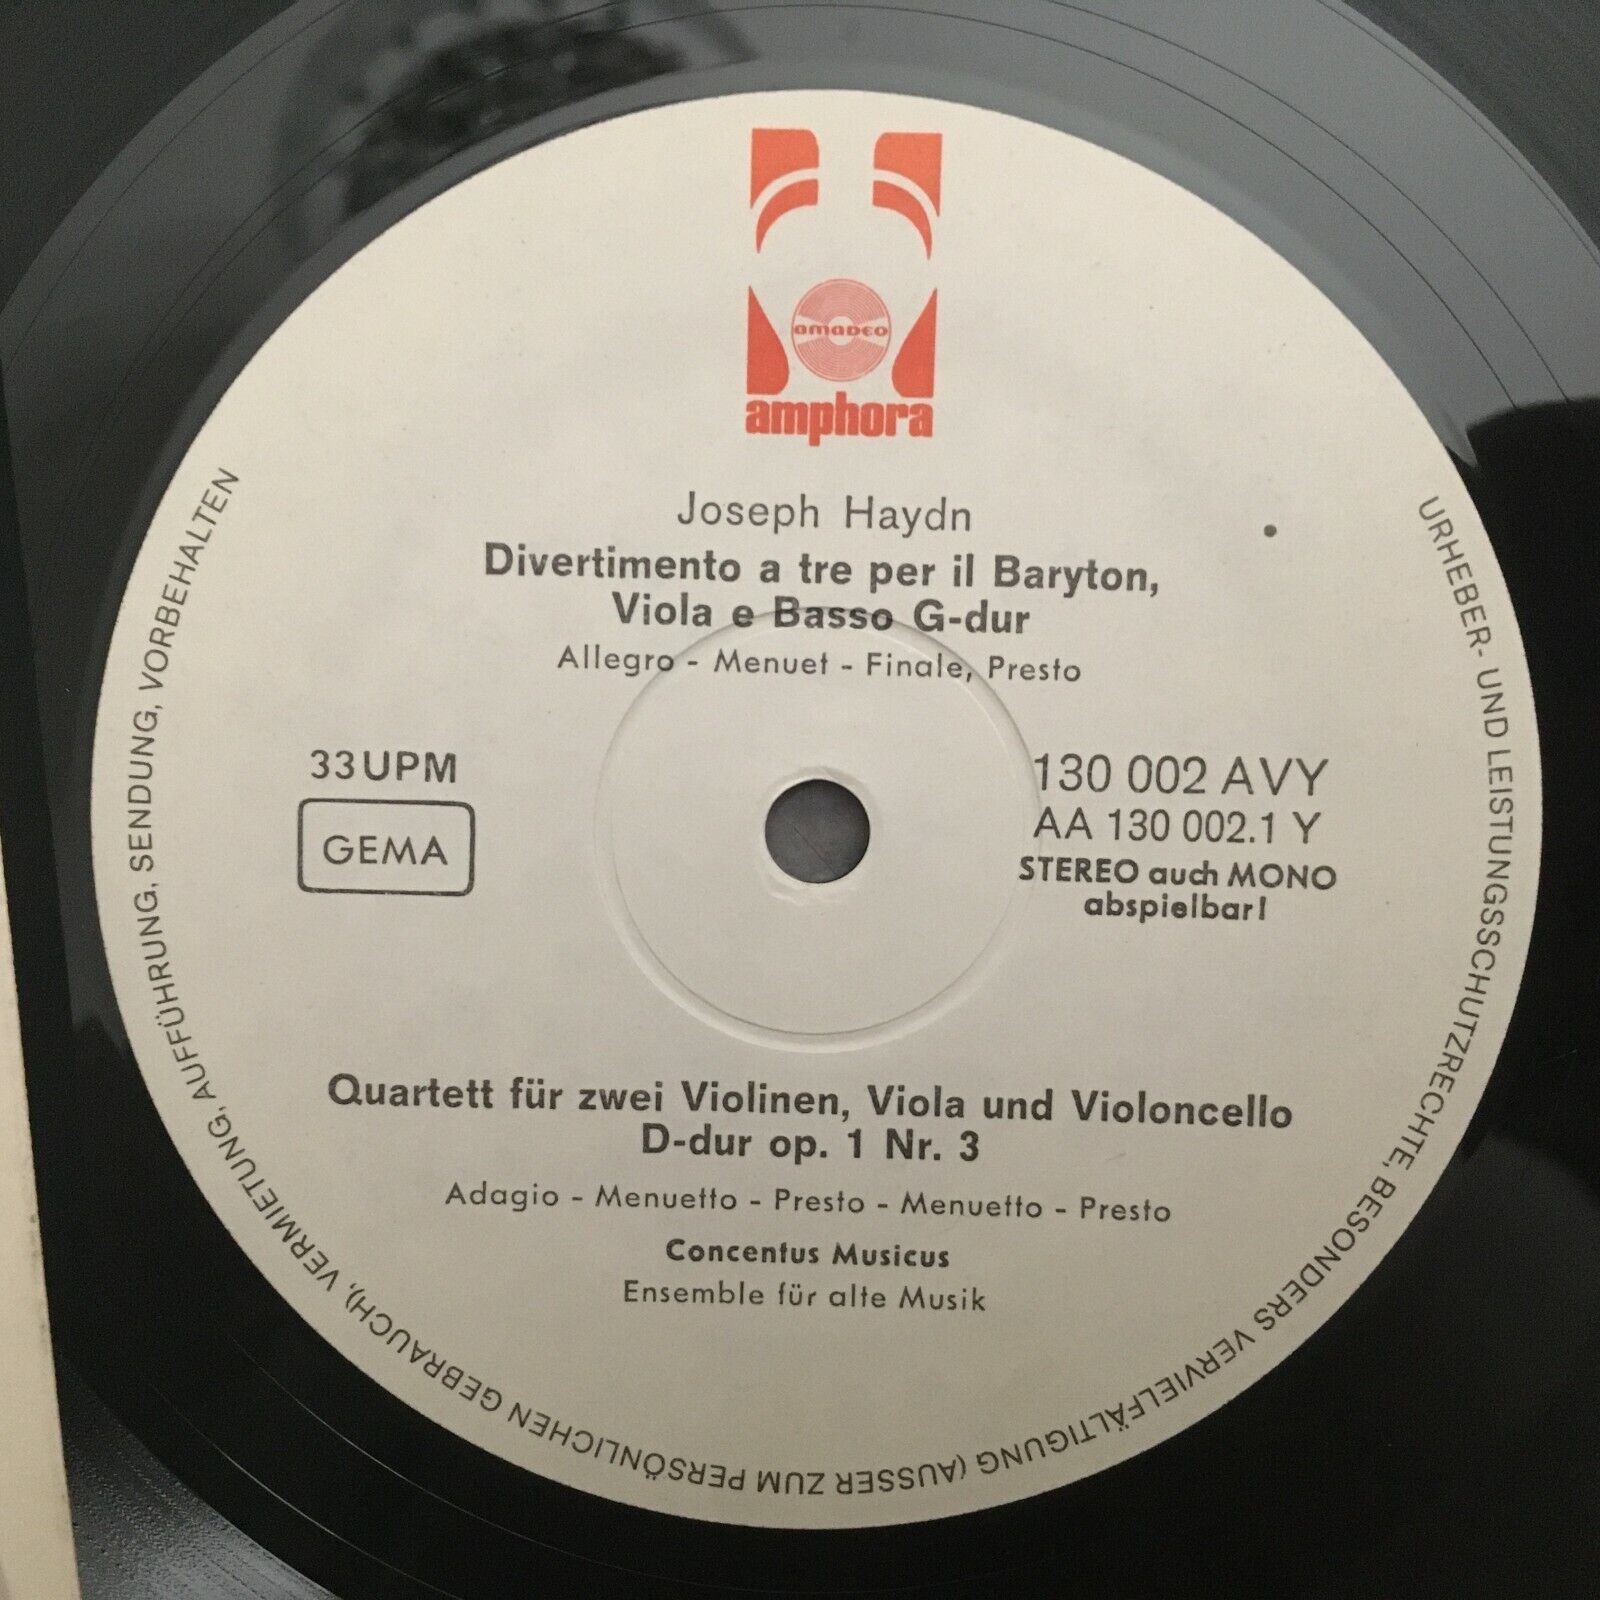 amadeo
amphora
Joseph Haydn
Divertimento a tre per il Baryton,
Viola e Basso G-dur
Allegro - Menuet - Finale, Presto
33 UPM
GEMA
130 002 AVY
AA 130 002.1 Y
STEREO auch MONO
abspielbar!
Quartett für zwei Violinen, Viola und Violoncello
D-dur op. 1 Nr. 3
Adagio - Menuetto - Presto - Menuetto - Presto
Concentus Musicus
Ensemble für alte Musik
URHEBER- UND LEISTUNGSSCHUTZRECHTE, BESONDERS VERVIELFÄLTIGUNG (AUSSER ZUM PERSÖNLICHEN GEBRAUCH), VERMIETUNG, AUFFÜHRUNG, SENDUNG, VORBEHALTEN